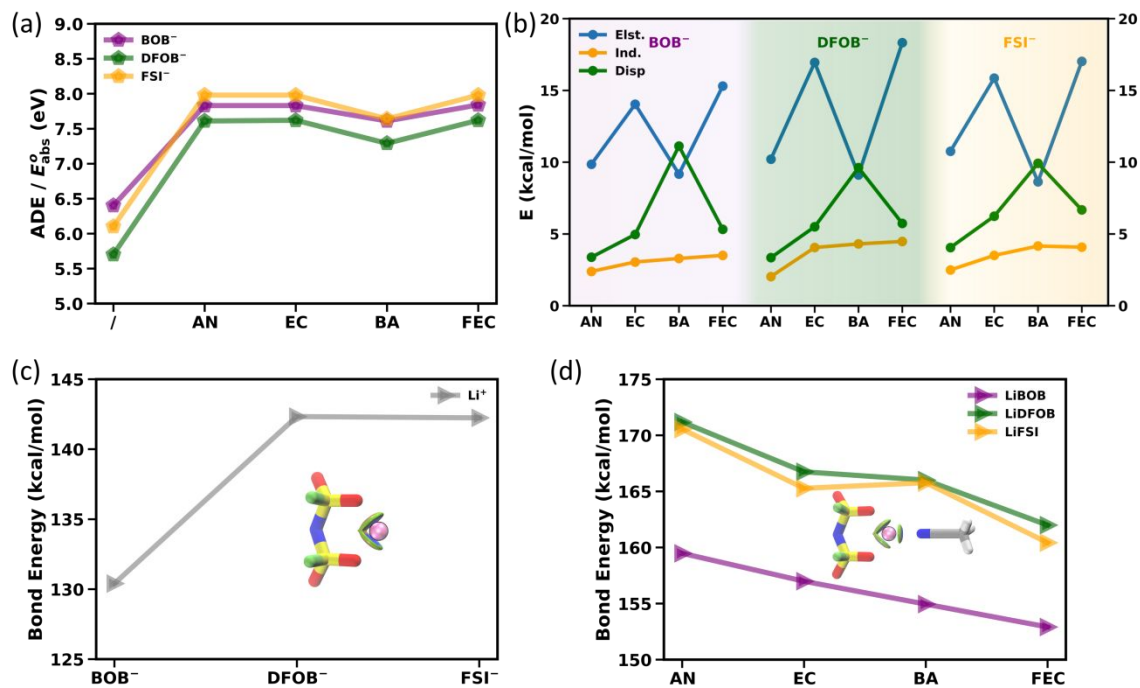 (a)
9.0
8.5
8.0
7.5
7.0
6.5
6.0
5.5
5.0
ADE / E°abs (eV)
BOB⁻
DFOB⁻
FSI⁻
/ AN EC BA FEC
(b)
20
15
10
5
0
E (kcal/mol)
Elst.
Ind.
Disp
BOB⁻ DFOB⁻ FSI⁻
20
15
10
5
0
AN EC BA FEC AN EC BA FEC AN EC BA FEC
(c)
145
140
135
130
125
Bond Energy (kcal/mol)
Li⁺
BOB⁻ DFOB⁻ FSI⁻
(d)
175
170
165
160
155
150
Bond Energy (kcal/mol)
LiBOB
LiDFOB
LiFSI
AN EC BA FEC